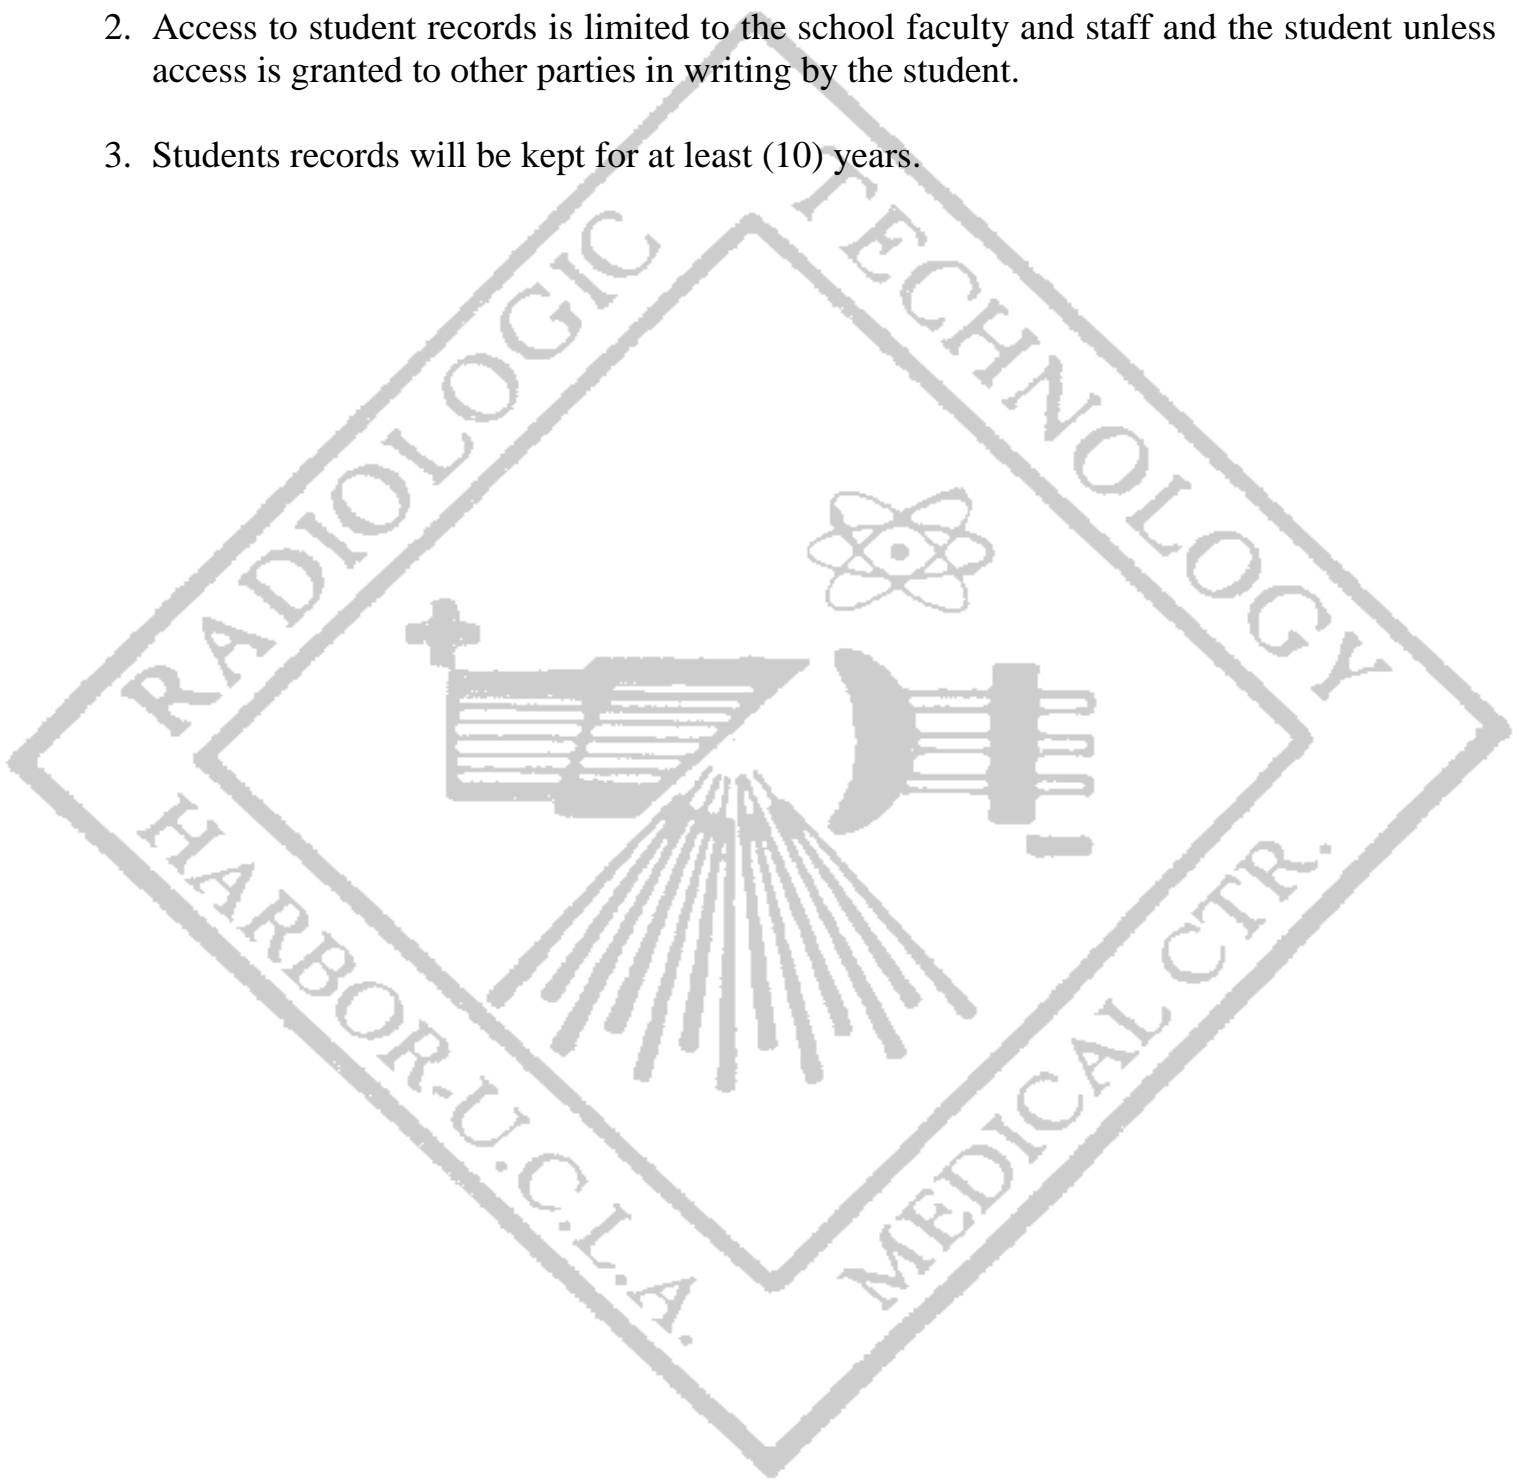 2. Access to student records is limited to the school faculty and staff and the student unless
access is granted to other parties in writing by the student.
3. Students records will be kept for at least (10) years.
RADIOLOGIC
TECHNOLOGY
HARBOR-U.C.L.A.
MEDICAL CTR.